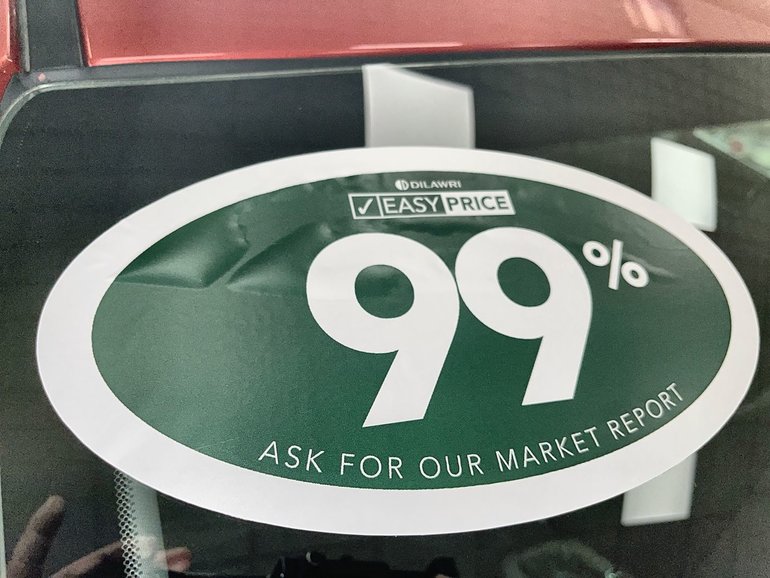 DILAWRI
✓ EASY PRICE
99%
ASK FOR OUR MARKET REPORT